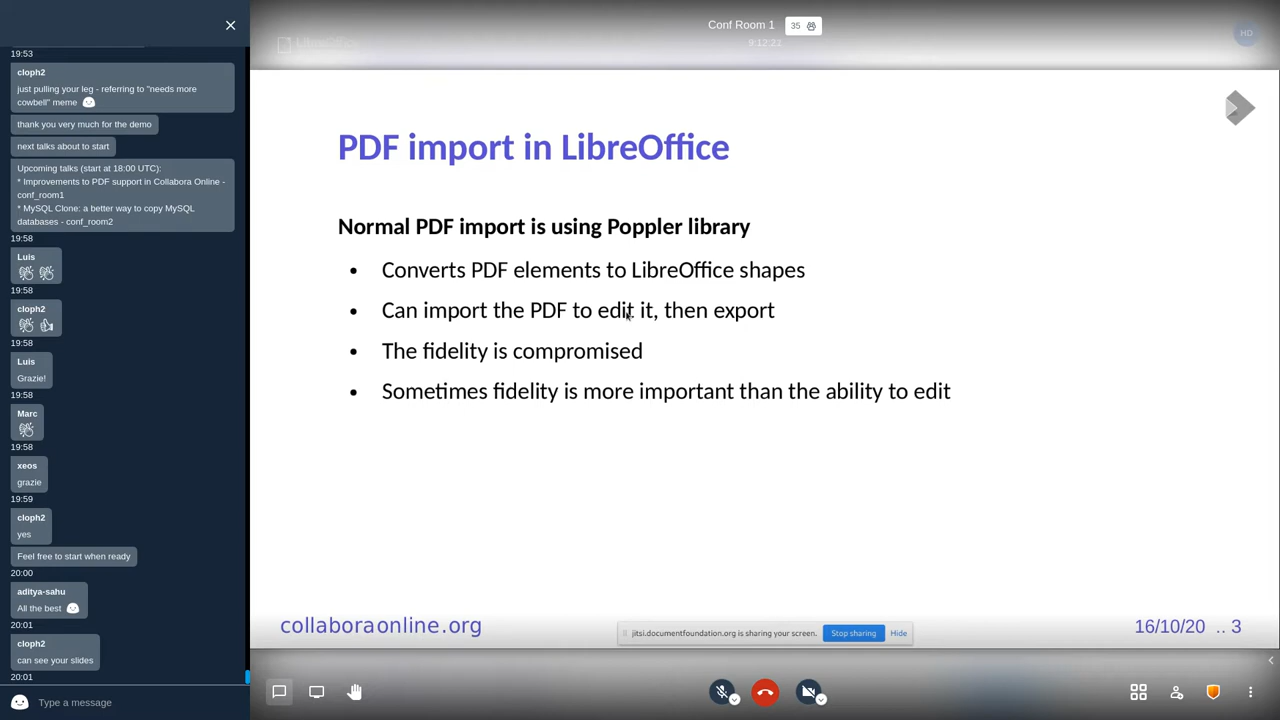 19:53
cloph2
just pulling your leg - referring to "needs more
cowbell" meme
thank you very much for the demo
next talks about to start
Upcoming talks (start at 18:00 UTC):
* Improvements to PDF support in Collabora Online -
conf_room1
* MySQL Clone: a better way to copy MySQL
databases - conf_room2
19:58
Luis
19:58
cloph2
19:58
Luis
Grazie!
19:58
Marc
19:58
xeos
grazie
19:59
cloph2
yes
Feel free to start when ready
20:00
aditya-sahu
All the best
20:01
cloph2
can see your slides
20:01
Type a message
Conf Room 1
35
LibreOffice
HD
PDF import in LibreOffice
Normal PDF import is using Poppler library
• Converts PDF elements to LibreOffice shapes
• Can import the PDF to edit it, then export
• The fidelity is compromised
• Sometimes fidelity is more important than the ability to edit
collaboraonline.org
jitsi.documentfoundation.org is sharing your screen.
Stop sharing
Hide
16/10/20 .. 3